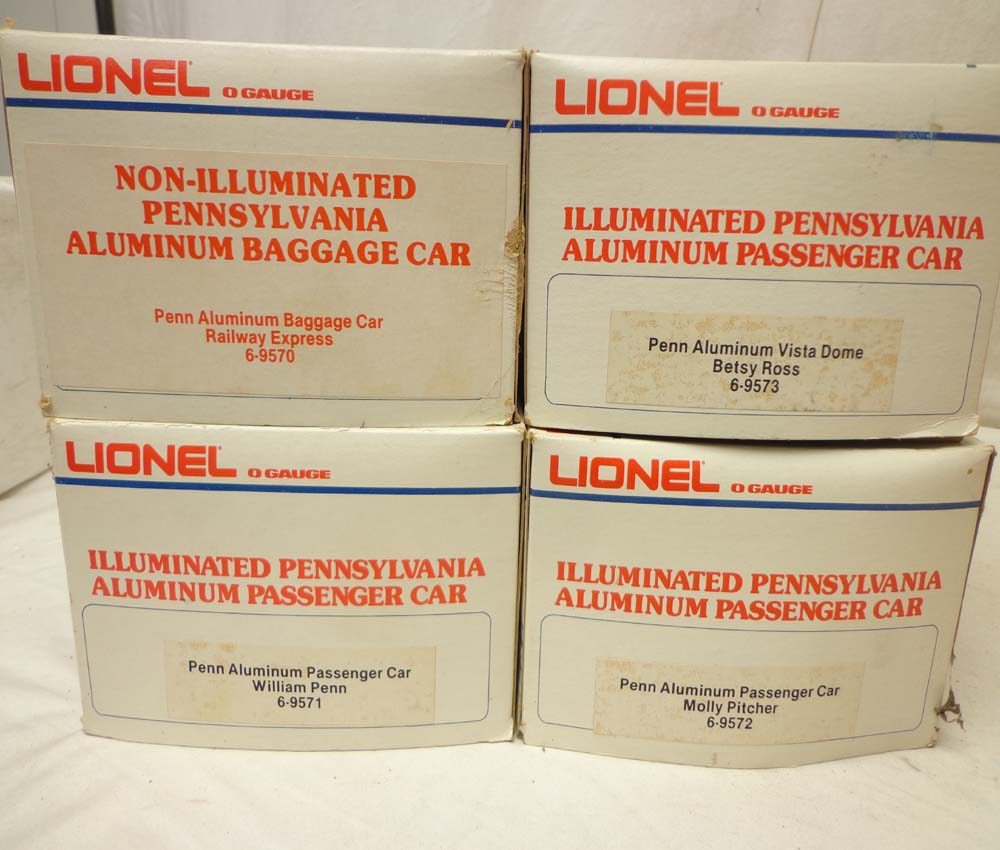 LIONEL O GAUGE
NON-ILLUMINATED
PENNSYLVANIA
ALUMINUM BAGGAGE CAR
Penn Aluminum Baggage Car
Railway Express
6-9570
LIONEL O GAUGE
ILLUMINATED PENNSYLVANIA
ALUMINUM PASSENGER CAR
Penn Aluminum Vista Dome
Betsy Ross
6-9573
LIONEL O GAUGE
ILLUMINATED PENNSYLVANIA
ALUMINUM PASSENGER CAR
Penn Aluminum Passenger Car
William Penn
6-9571
LIONEL O GAUGE
ILLUMINATED PENNSYLVANIA
ALUMINUM PASSENGER CAR
Penn Aluminum Passenger Car
Molly Pitcher
6-9572